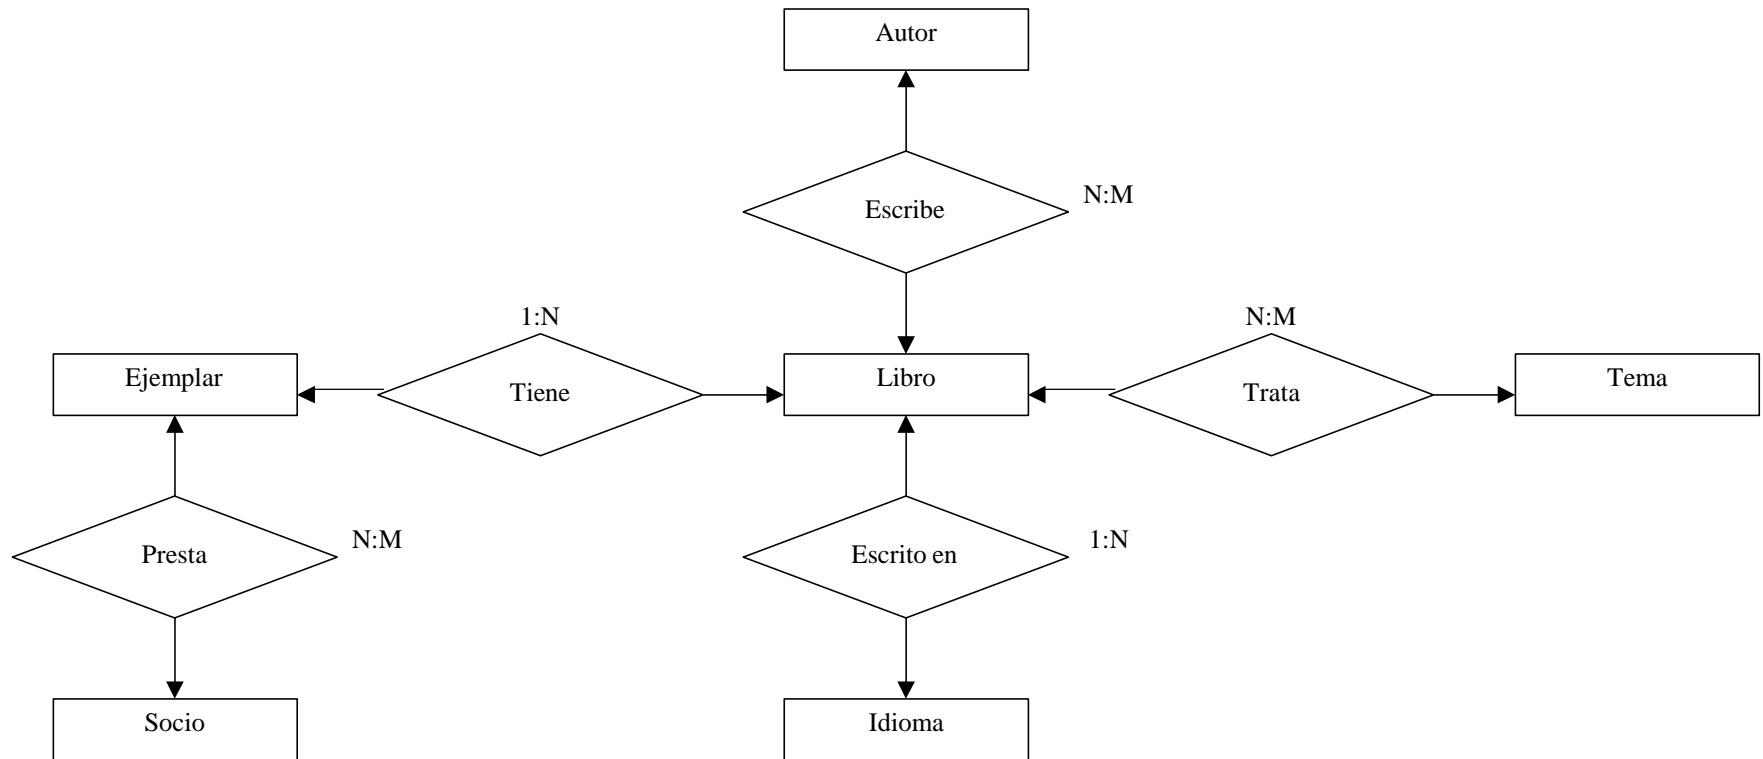 Autor
Escribe
N:M
1:N
N:M
Ejemplar
Tiene
Libro
Trata
Tema
Presta
N:M
Escrito en
1:N
Socio
Idioma